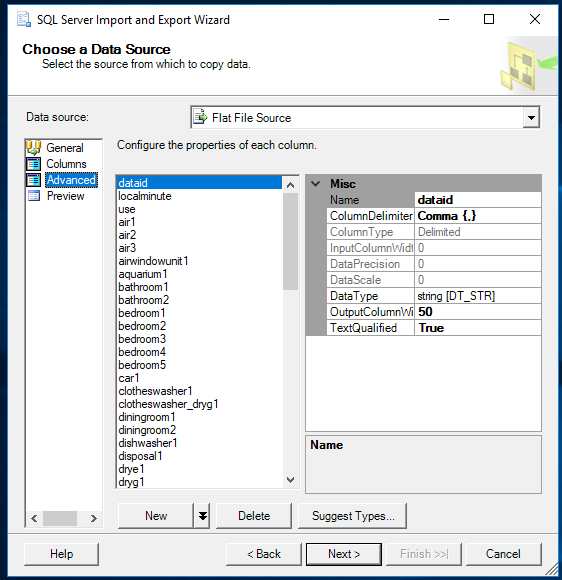 SQL Server Import and Export Wizard
Choose a Data Source
Select the source from which to copy data.
Data source:
Flat File Source
General
Columns
Advanced
Preview
Configure the properties of each column.
dataid
localminute
use
air1
air2
air3
airwindowunit1
aquarium1
bathroom1
bathroom2
bedroom1
bedroom2
bedroom3
bedroom4
bedroom5
car1
clotheswasher1
clotheswasher_dryg1
diningroom1
diningroom2
dishwasher1
disposal1
drye1
dryg1
Misc
Name dataid
ColumnDelimiter Comma {,}
ColumnType Delimited
InputColumnWidt 0
DataPrecision 0
DataScale 0
DataType string [DT_STR]
OutputColumnWi 50
TextQualified True
Name
New
Delete
Suggest Types...
Help
< Back
Next >
Finish >>|
Cancel